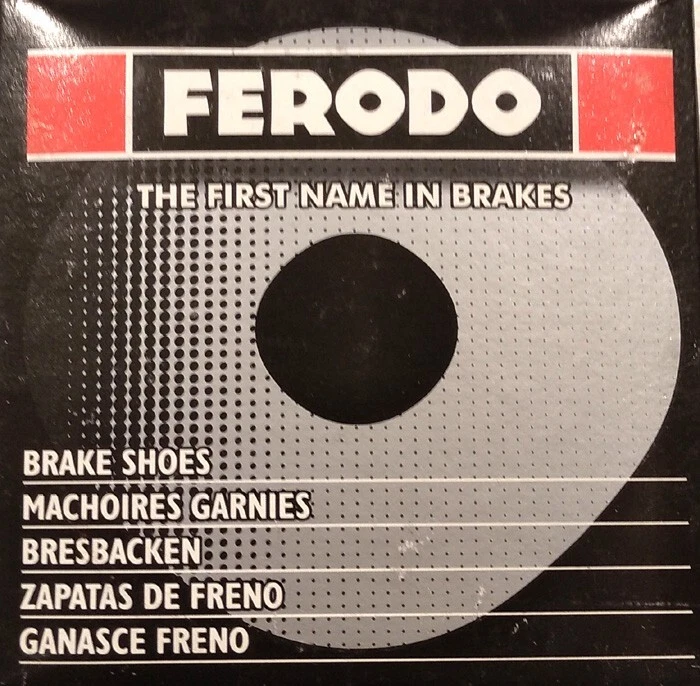 FERODO
THE FIRST NAME IN BRAKES
BRAKE SHOES
MACHOIRES GARNIES
BRESBACKEN
ZAPATAS DE FRENO
GANASCE FRENO